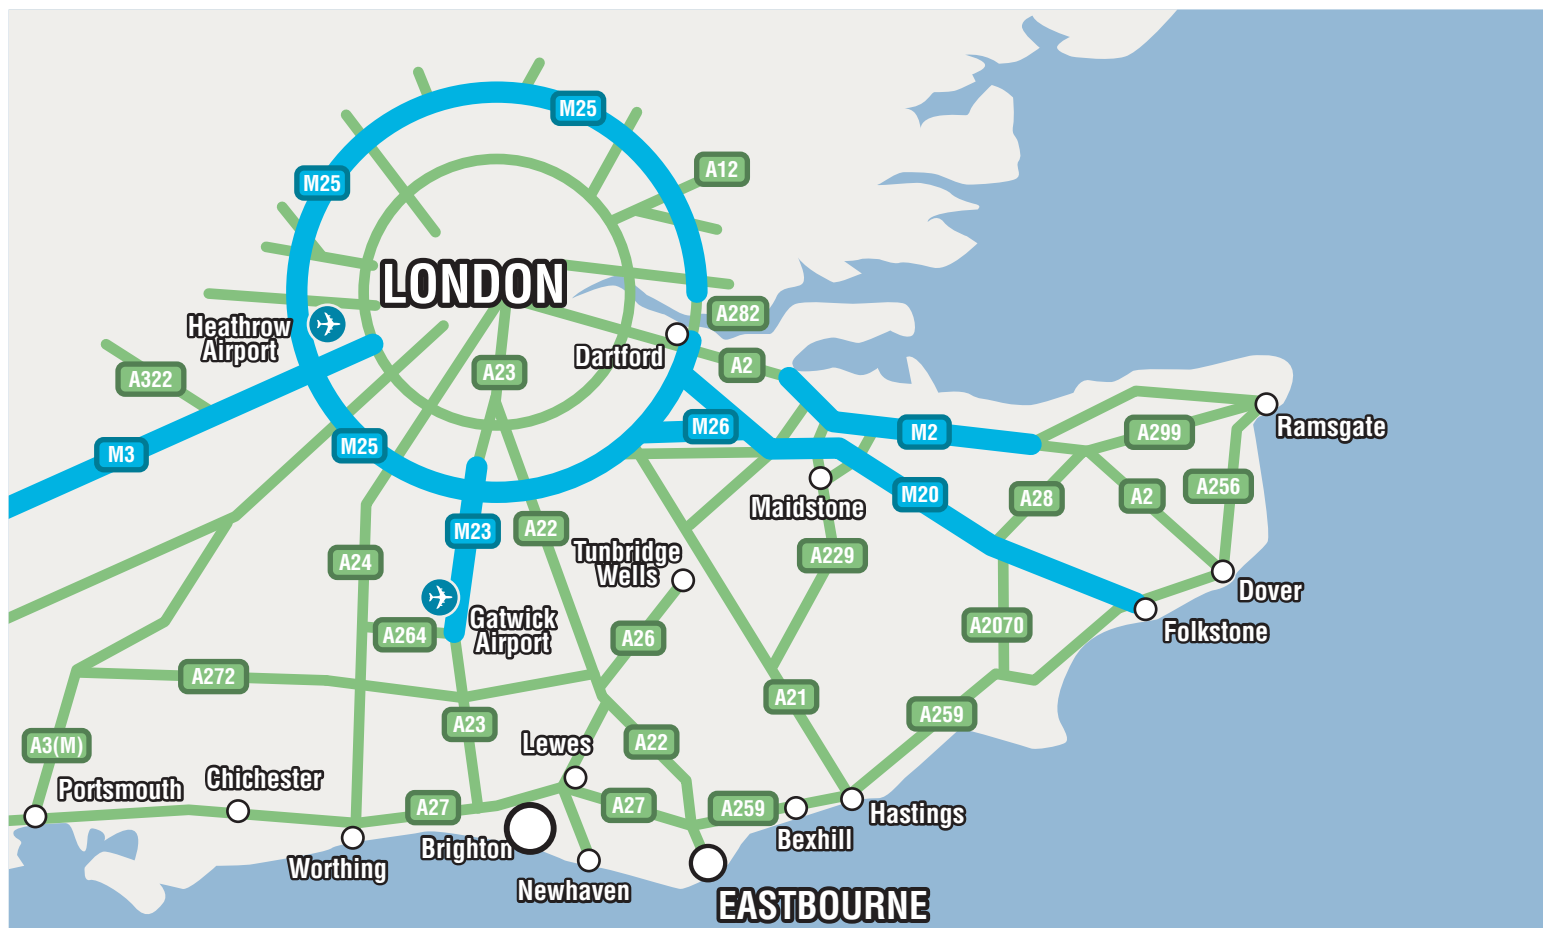 M25
A12
M25
LONDON
A282
Heathrow
Airport
Dartford
A2
A322
A23
Ramsgate
M26
M2
A299
M25
M3
A256
M20
A28
A2
Maidstone
M23
A22
Tunbridge
Wells
A229
A24
Dover
Gatwick
Airport
A264
A26
A2070
Folkstone
A272
A21
A259
A23
Lewes
A22
A3(M)
Chichester
Portsmouth
A27
A27
A259
Hastings
Bexhill
Brighton
Worthing
Newhaven
EASTBOURNE